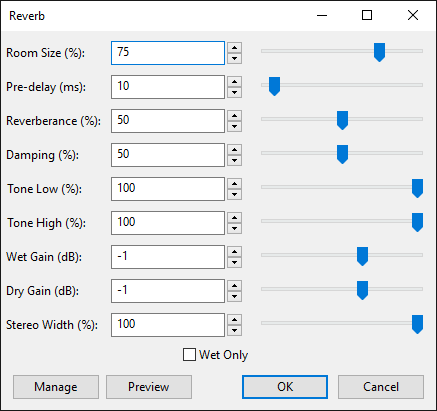 Reverb
Room Size (%): 75
Pre-delay (ms): 10
Reverberance (%): 50
Damping (%): 50
Tone Low (%): 100
Tone High (%): 100
Wet Gain (dB): -1
Dry Gain (dB): -1
Stereo Width (%): 100
Wet Only
Manage Preview OK Cancel